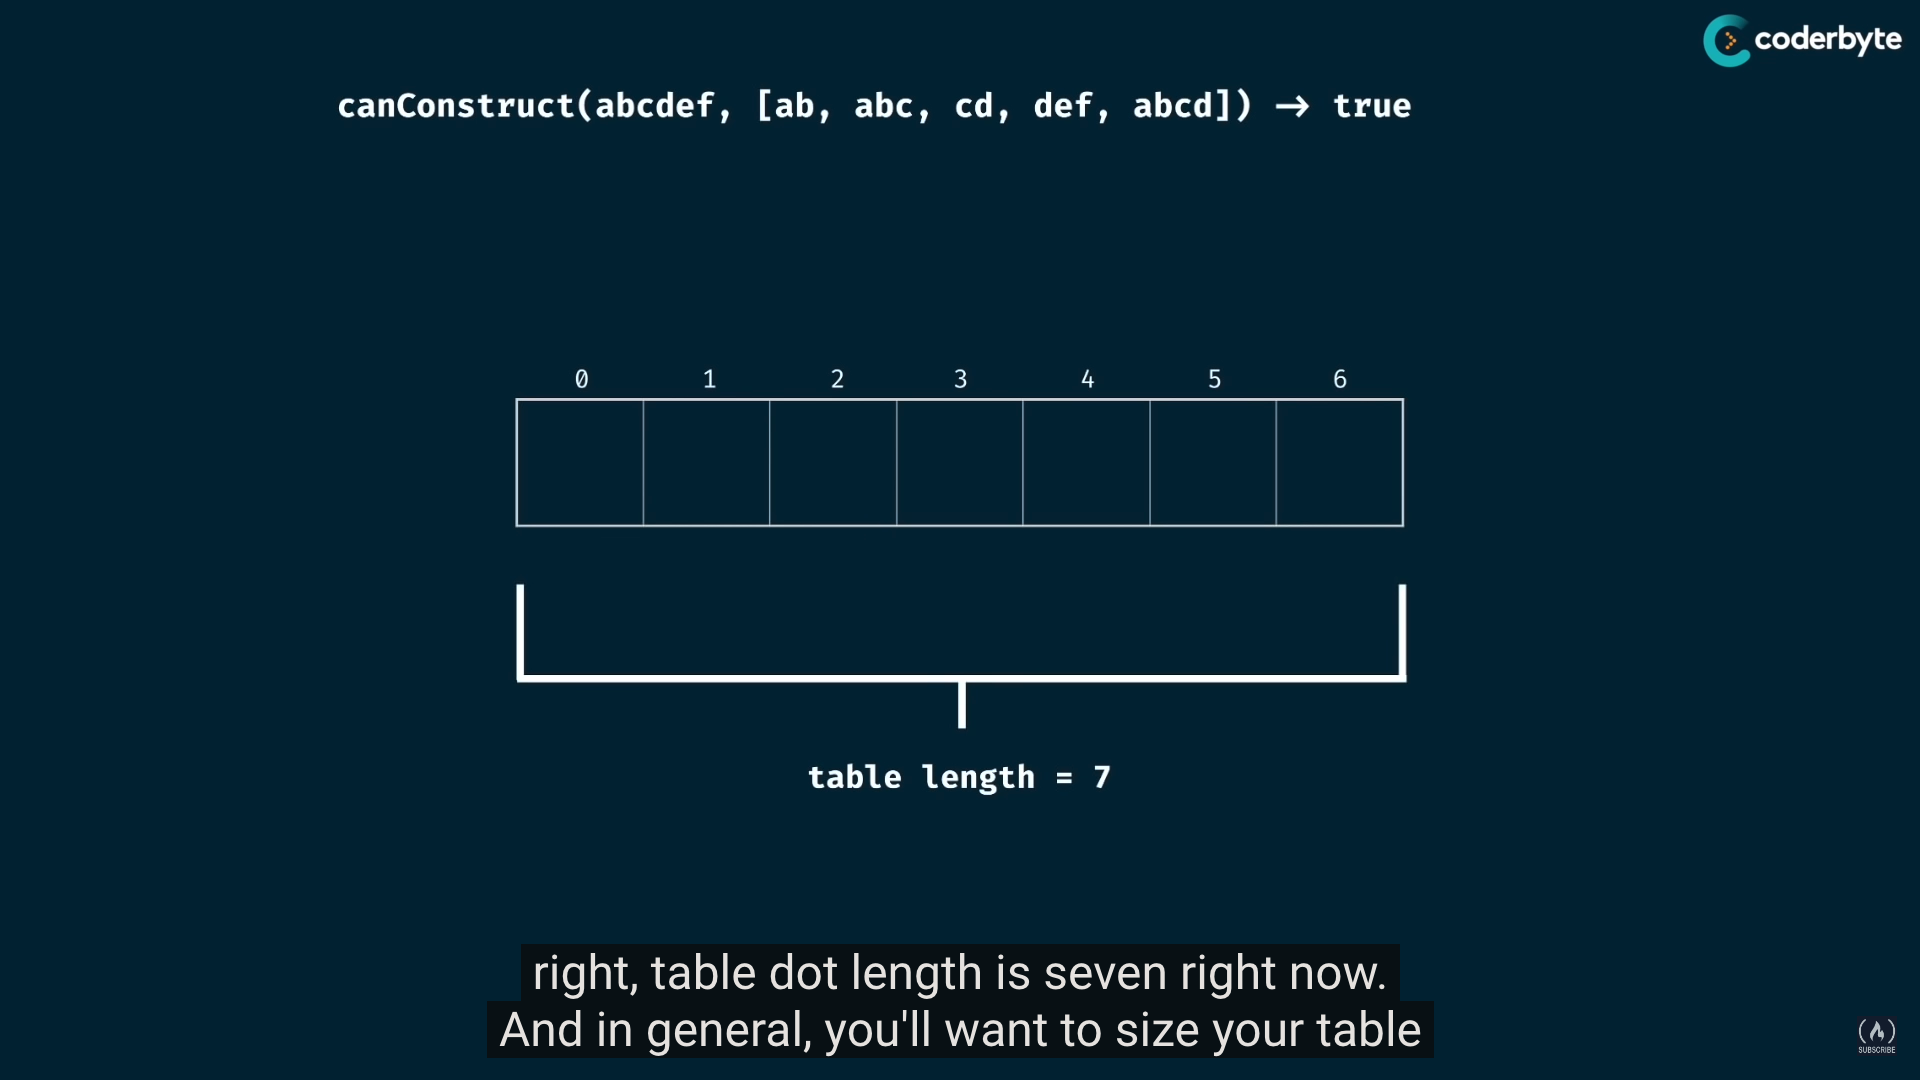 coderbyte
canConstruct(abcdef, [ab, abc, cd, def, abcd]) → true
0 1 2 3 4 5 6
table length = 7
right, table dot length is seven right now.
And in general, you'll want to size your table
SUBSCRIBE